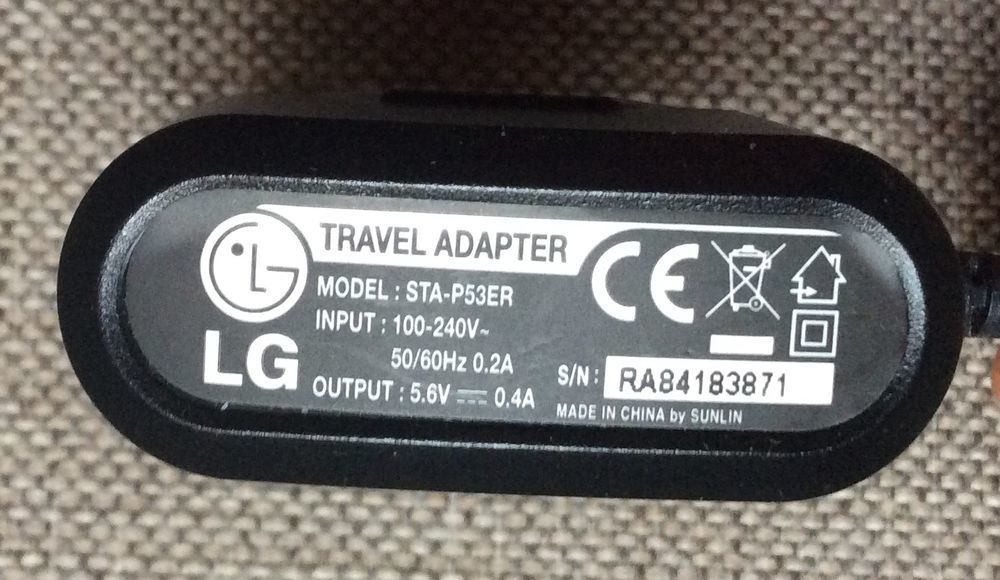 TRAVEL ADAPTER
MODEL : STA-P53ER
INPUT : 100-240V~
50/60Hz 0.2A
OUTPUT : 5.6V ⎓ 0.4A
LG
CE
S/N : RA84183871
MADE IN CHINA by SUNLIN